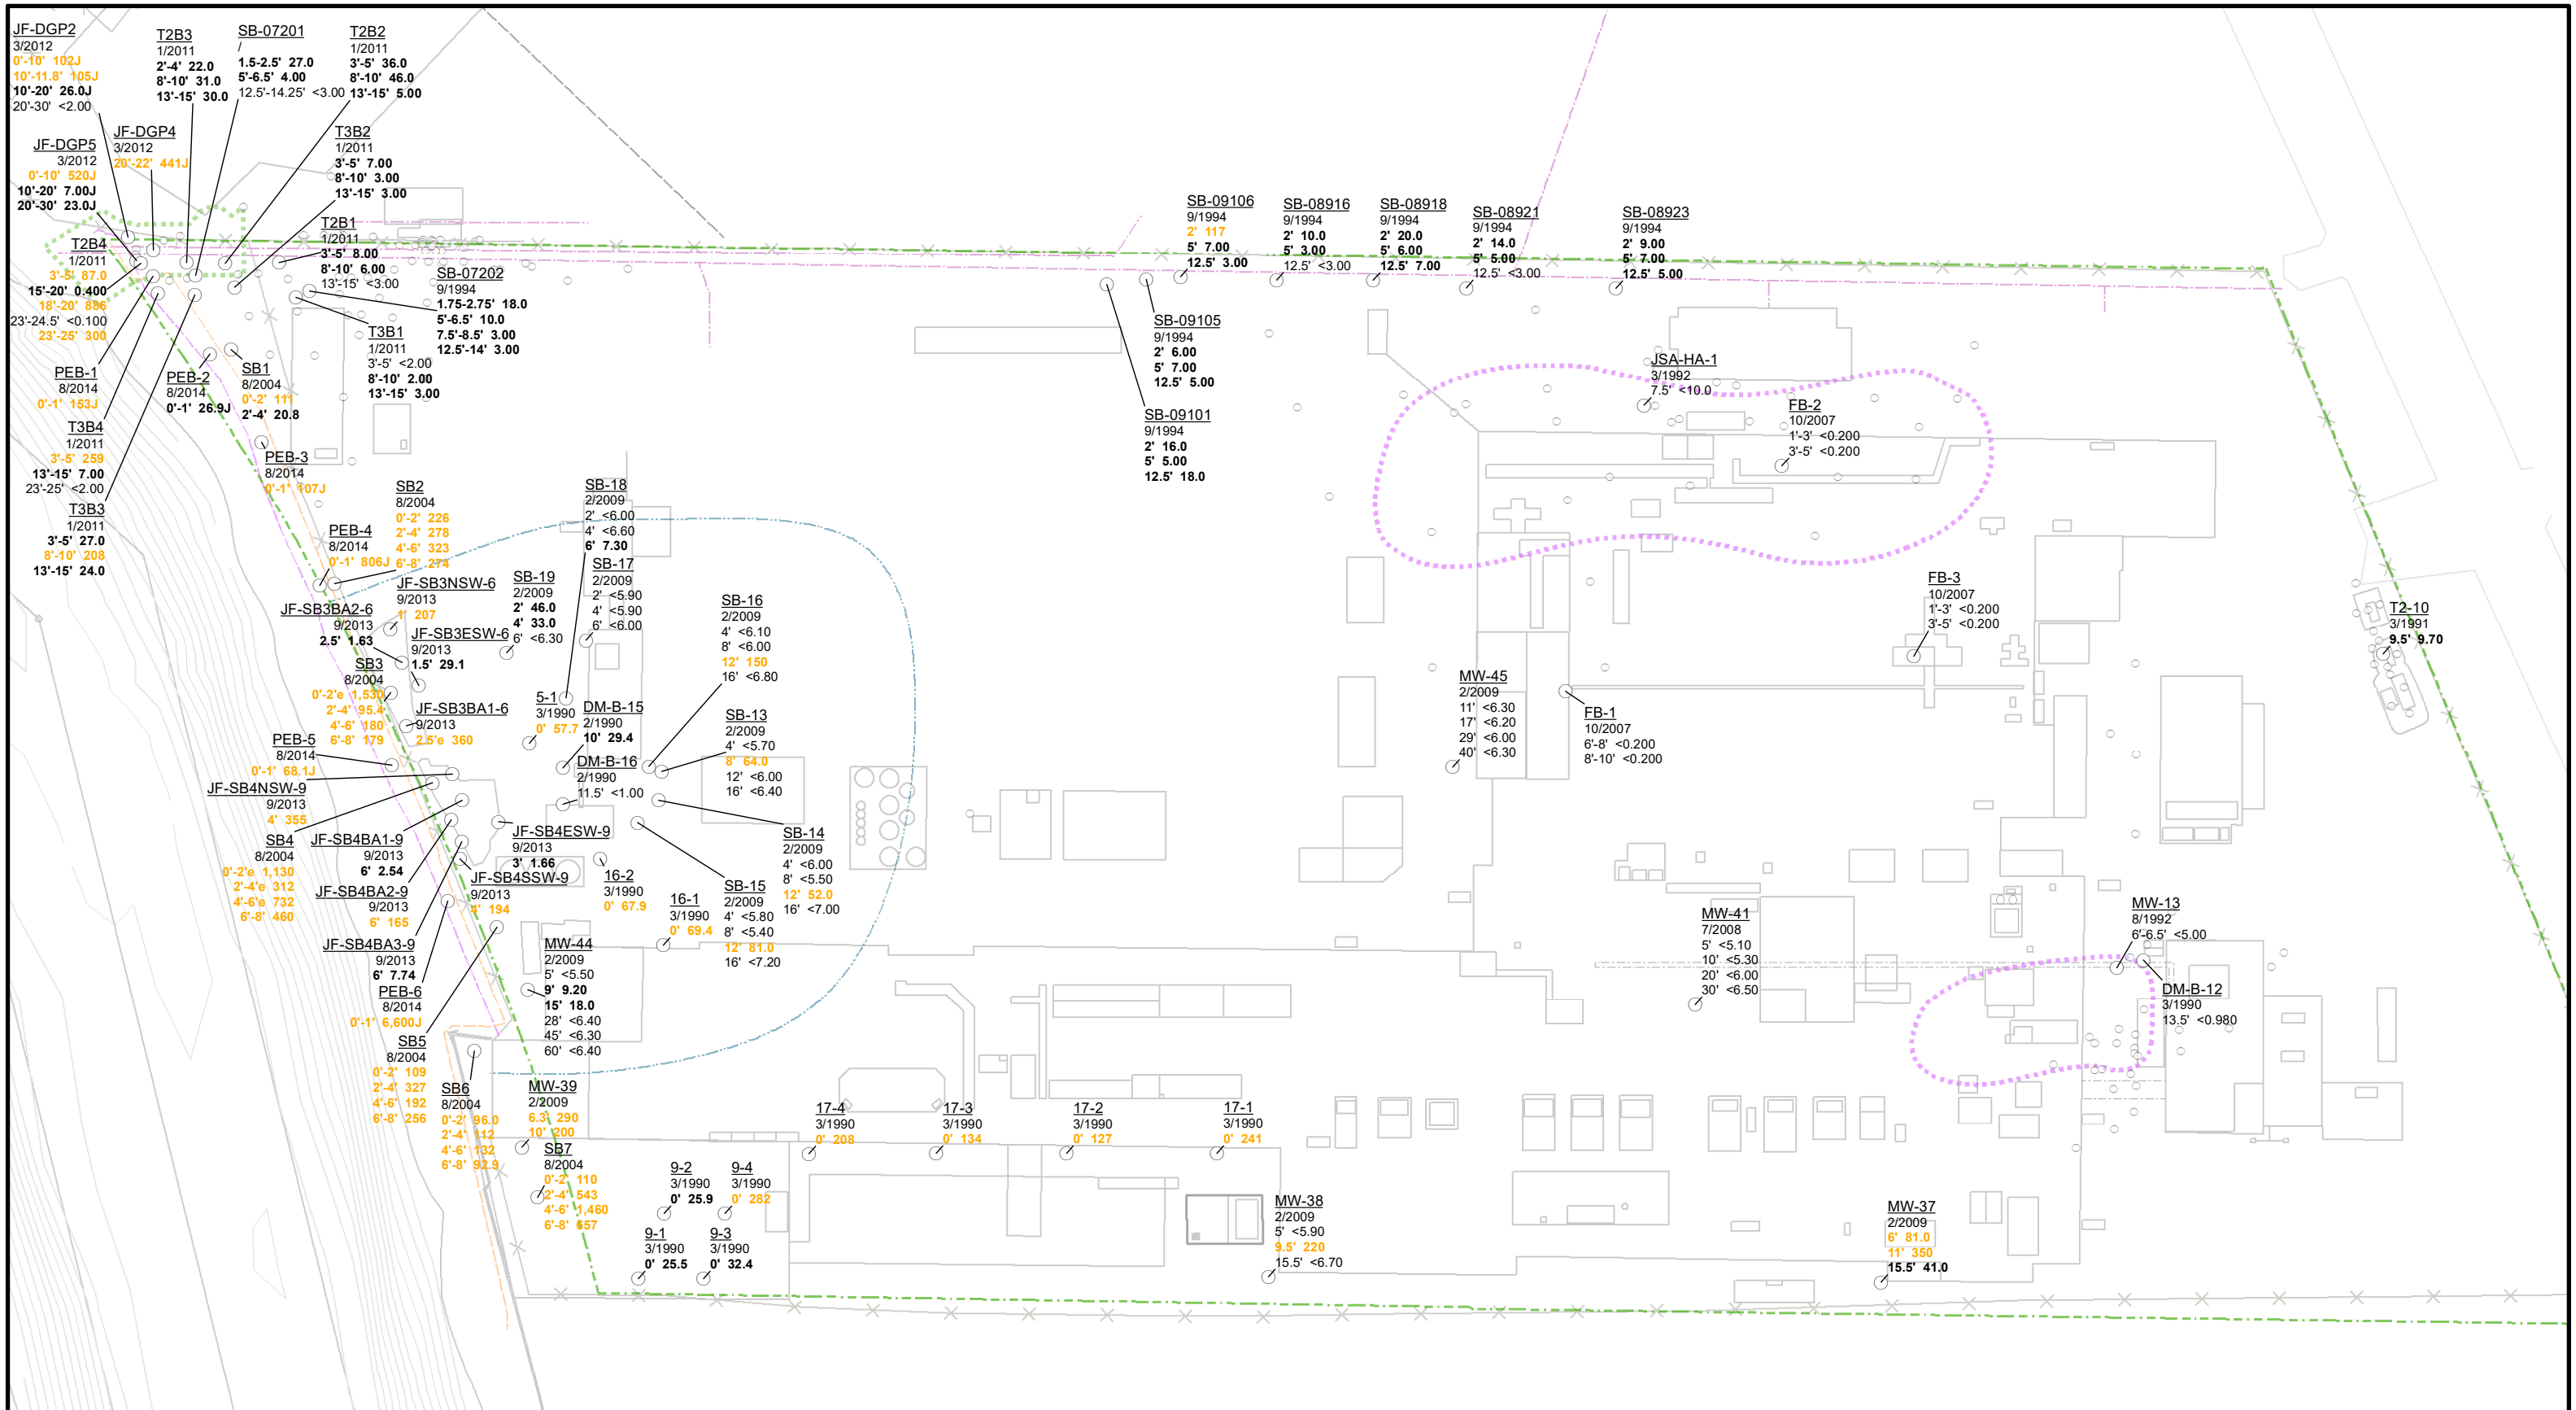 JF-DGP2
3/2012
0'-10' 102J
10'-11.8' 105J
10'-20' 26.0J
20'-30' <2.00
T2B3
1/2011
2'-4' 22.0
8'-10' 31.0
13'-15' 30.0
SB-07201
/
1.5-2.5' 27.0
5'-6.5' 4.00
12.5'-14.25' <3.00
T2B2
1/2011
3'-5' 36.0
8'-10' 46.0
13'-15' 5.00
JF-DGP5
3/2012
0'-10' 520J
10'-20' 7.00J
20'-30' 23.0J
JF-DGP4
3/2012
20'-22' 441J
T3B2
1/2011
3'-5' 7.00
8'-10' 3.00
13'-15' 3.00
T2B1
1/2011
3'-5' 8.00
8'-10' 6.00
13'-15' <3.00
T2B4
1/2011
3'-5' 87.0
15'-20' 0.400
18'-20' 886
23'-24.5' <0.100
23'-25' 300
SB-07202
9/1994
1.75-2.75' 18.0
5'-6.5' 10.0
7.5'-8.5' 3.00
12.5'-14' 3.00
T3B1
1/2011
3'-5' <2.00
8'-10' 2.00
13'-15' 3.00
PEB-1
8/2014
0'-1' 153J
PEB-2
8/2014
0'-1' 26.9J
SB1
8/2004
0'-2' 111
2'-4' 20.8
T3B4
1/2011
3'-5' 259
13'-15' 7.00
23'-25' <2.00
PEB-3
8/2014
0'-1' 107J
T3B3
1/2011
3'-5' 27.0
8'-10' 208
13'-15' 24.0
SB-09106
9/1994
2' 117
5' 7.00
12.5' 3.00
SB-08916
9/1994
2' 10.0
5' 3.00
12.5' <3.00
SB-08918
9/1994
2' 20.0
5' 6.00
12.5' 7.00
SB-08921
9/1994
2' 14.0
5' 5.00
12.5' <3.00
SB-08923
9/1994
2' 9.00
5' 7.00
12.5' 5.00
SB-09105
9/1994
2' 6.00
5' 7.00
12.5' 5.00
SB-09101
9/1994
2' 16.0
5' 5.00
12.5' 18.0
JSA-HA-1
3/1992
7.5' <10.0
FB-2
10/2007
1'-3' <0.200
3'-5' <0.200
SB2
8/2004
0'-2' 226
2'-4' 278
4'-6' 323
6'-8' 274
PEB-4
8/2014
0'-1' 806J
SB-18
2/2009
2' <6.00
4' <6.60
6' 7.30
SB-17
2/2009
2' <5.90
4' <5.90
6' <6.00
SB-19
2/2009
2' 46.0
4' 33.0
6' <6.30
JF-SB3NSW-6
9/2013
1' 207
JF-SB3BA2-6
9/2013
2.5' 1.63
JF-SB3ESW-6
9/2013
1.5' 29.1
SB3
8/2004
0'-2'e 1,530
2'-4' 95.4
4'-6' 180
6'-8' 179
JF-SB3BA1-6
9/2013
2.5'e 360
SB-16
2/2009
4' <6.10
8' <6.00
12' 150
16' <6.80
5-1
3/1990
0' 57.7
DM-B-15
2/1990
10' 29.4
DM-B-16
2/1990
11.5' <1.00
SB-13
2/2009
4' <5.70
8' 64.0
12' <6.00
16' <6.40
PEB-5
8/2014
0'-1' 68.1J
JF-SB4NSW-9
9/2013
4' 355
SB4
8/2004
0'-2'e 1,130
2'-4'e 312
4'-6'e 732
6'-8' 460
JF-SB4BA1-9
9/2013
6' 2.54
JF-SB4BA2-9
9/2013
6' 165
JF-SB4BA3-9
9/2013
6' 7.74
JF-SB4ESW-9
9/2013
3' 1.66
JF-SB4SSW-9
9/2013
4' 194
16-2
3/1990
0' 67.9
16-1
3/1990
0' 69.4
SB-15
2/2009
4' <5.80
8' <5.40
12' 81.0
16' <7.20
SB-14
2/2009
4' <6.00
8' <5.50
12' 52.0
16' <7.00
PEB-6
8/2014
0'-1' 6,600J
MW-44
2/2009
5' <5.50
9' 9.20
15' 18.0
28' <6.40
45' <6.30
60' <6.40
SB5
8/2004
0'-2' 109
2'-4' 327
4'-6' 192
6'-8' 256
SB6
8/2004
0'-2' 96.0
2'-4' 112
4'-6' 132
6'-8' 92.9
MW-39
2/2009
6.3' 290
10' 200
SB7
8/2004
0'-2' 110
2'-4' 543
4'-6' 1,460
6'-8' 657
9-2
3/1990
0' 25.9
9-4
3/1990
0' 282
9-1
3/1990
0' 25.5
9-3
3/1990
0' 32.4
17-4
3/1990
0' 208
17-3
3/1990
0' 134
17-2
3/1990
0' 127
17-1
3/1990
0' 241
MW-38
2/2009
5' <5.90
9.5' 220
15.5' <6.70
MW-37
2/2009
6' 81.0
11' 350
15.5' 41.0
MW-45
2/2009
11' <6.30
17' <6.20
29' <6.00
40' <6.30
FB-1
10/2007
6'-8' <0.200
8'-10' <0.200
FB-3
10/2007
1'-3' <0.200
3'-5' <0.200
T2-10
3/1991
9.5' 9.70
MW-41
7/2008
5' <5.10
10' <5.30
20' <6.00
30' <6.50
MW-13
8/1992
6'-6.5' <5.00
DM-B-12
3/1990
13.5' <0.980